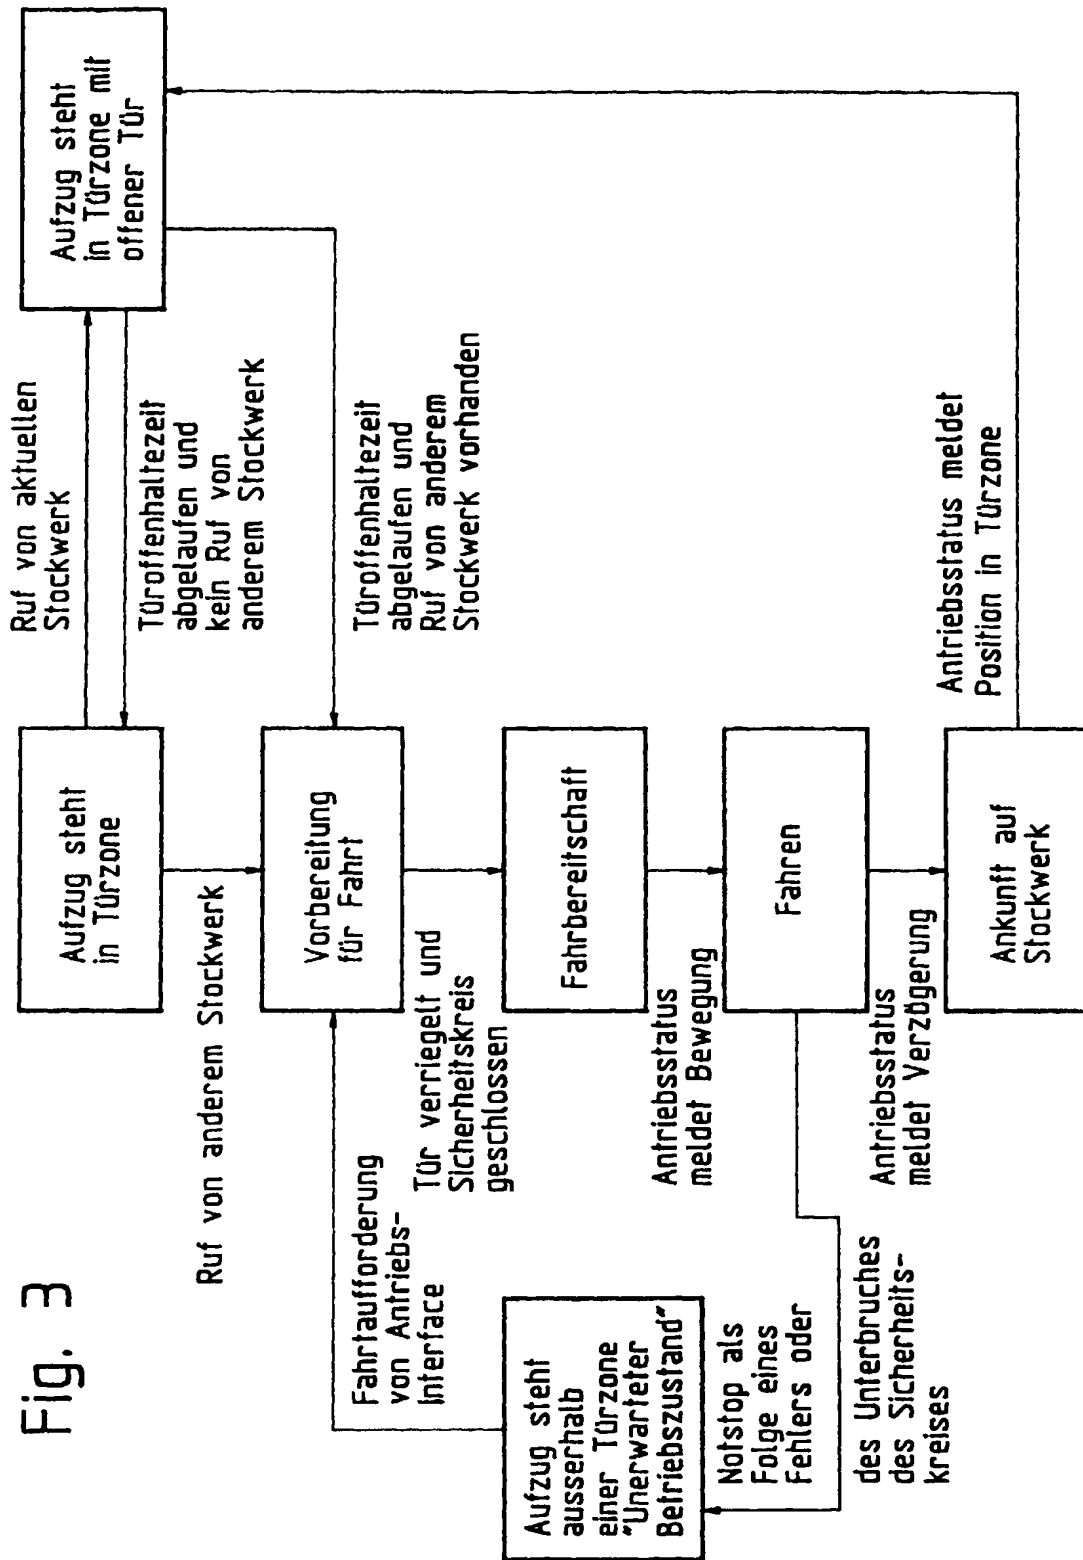 Fig. 3
Aufzug steht
in Türzone
Ruf von aktuellen
Stockwerk
Aufzug steht
in Türzone mit
offener Tür
Türoffenhaltezeit
abgelaufen und
kein Ruf von
anderem Stockwerk
Ruf von anderem Stockwerk
Vorbereitung
für Fahrt
Türoffenhaltezeit
abgelaufen und
Ruf von anderem
Stockwerk vorhanden
Fahrtaufforderung
von Antriebs-
Interface
Tür verriegelt und
Sicherheitskreis
geschlossen
Aufzug steht
ausserhalb
einer Türzone
"Unerwarteter
Betriebszustand"
Fahrbereitschaft
Antriebsstatus
meldet Bewegung
Notstop als
Folge eines
Fehlers oder
des Unterbruches
des Sicherheits-
kreises
Fahren
Antriebsstatus
meldet Verzögerung
Ankunft auf
Stockwerk
Antriebsstatus meldet
Position in Türzone